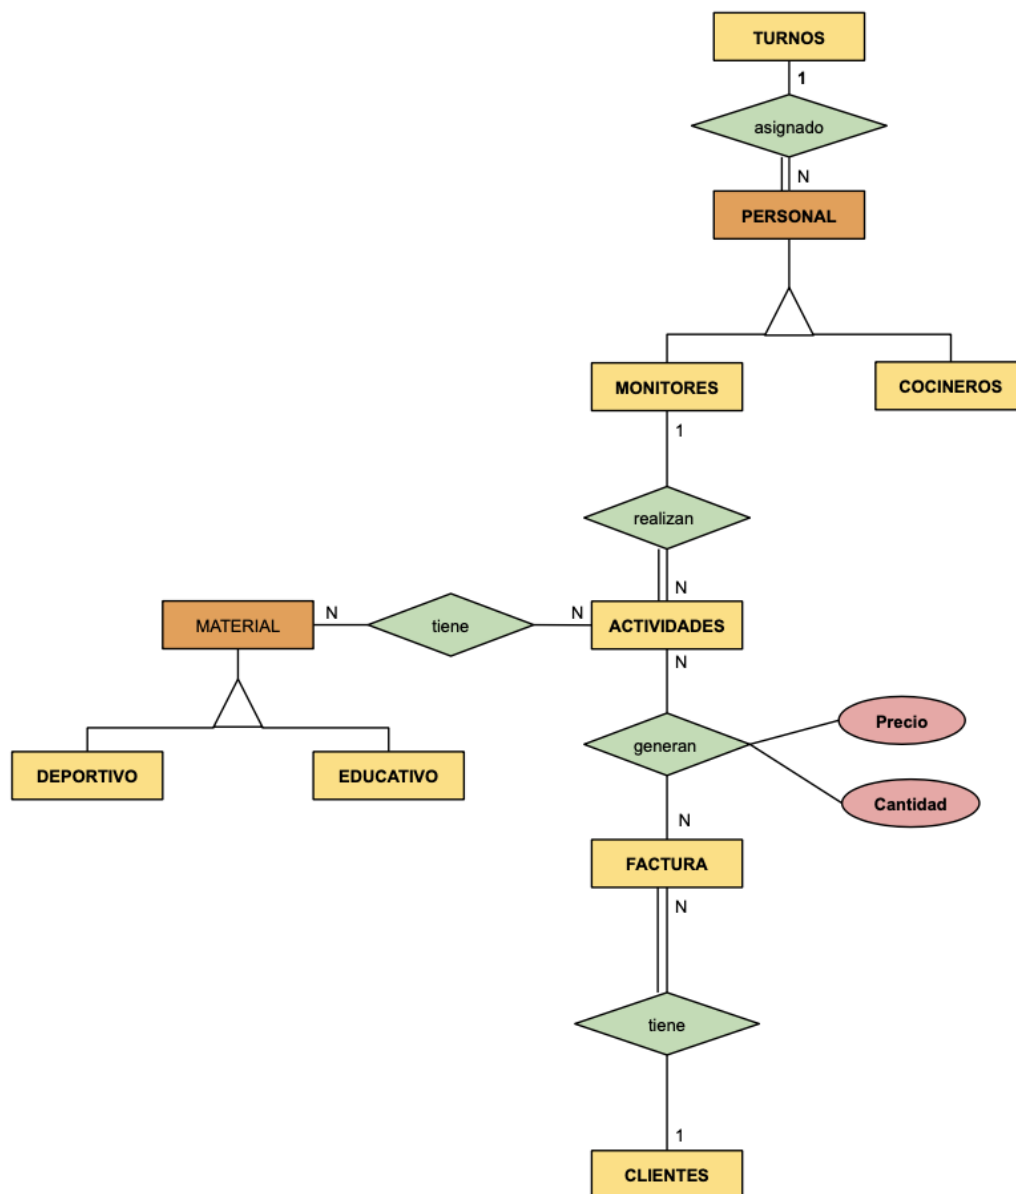 TURNOS
1
asignado
N
PERSONAL
MONITORES
COCINEROS
1
realizan
N
MATERIAL
N
tiene
N
ACTIVIDADES
N
DEPORTIVO
EDUCATIVO
generan
Precio
Cantidad
N
FACTURA
N
tiene
1
CLIENTES